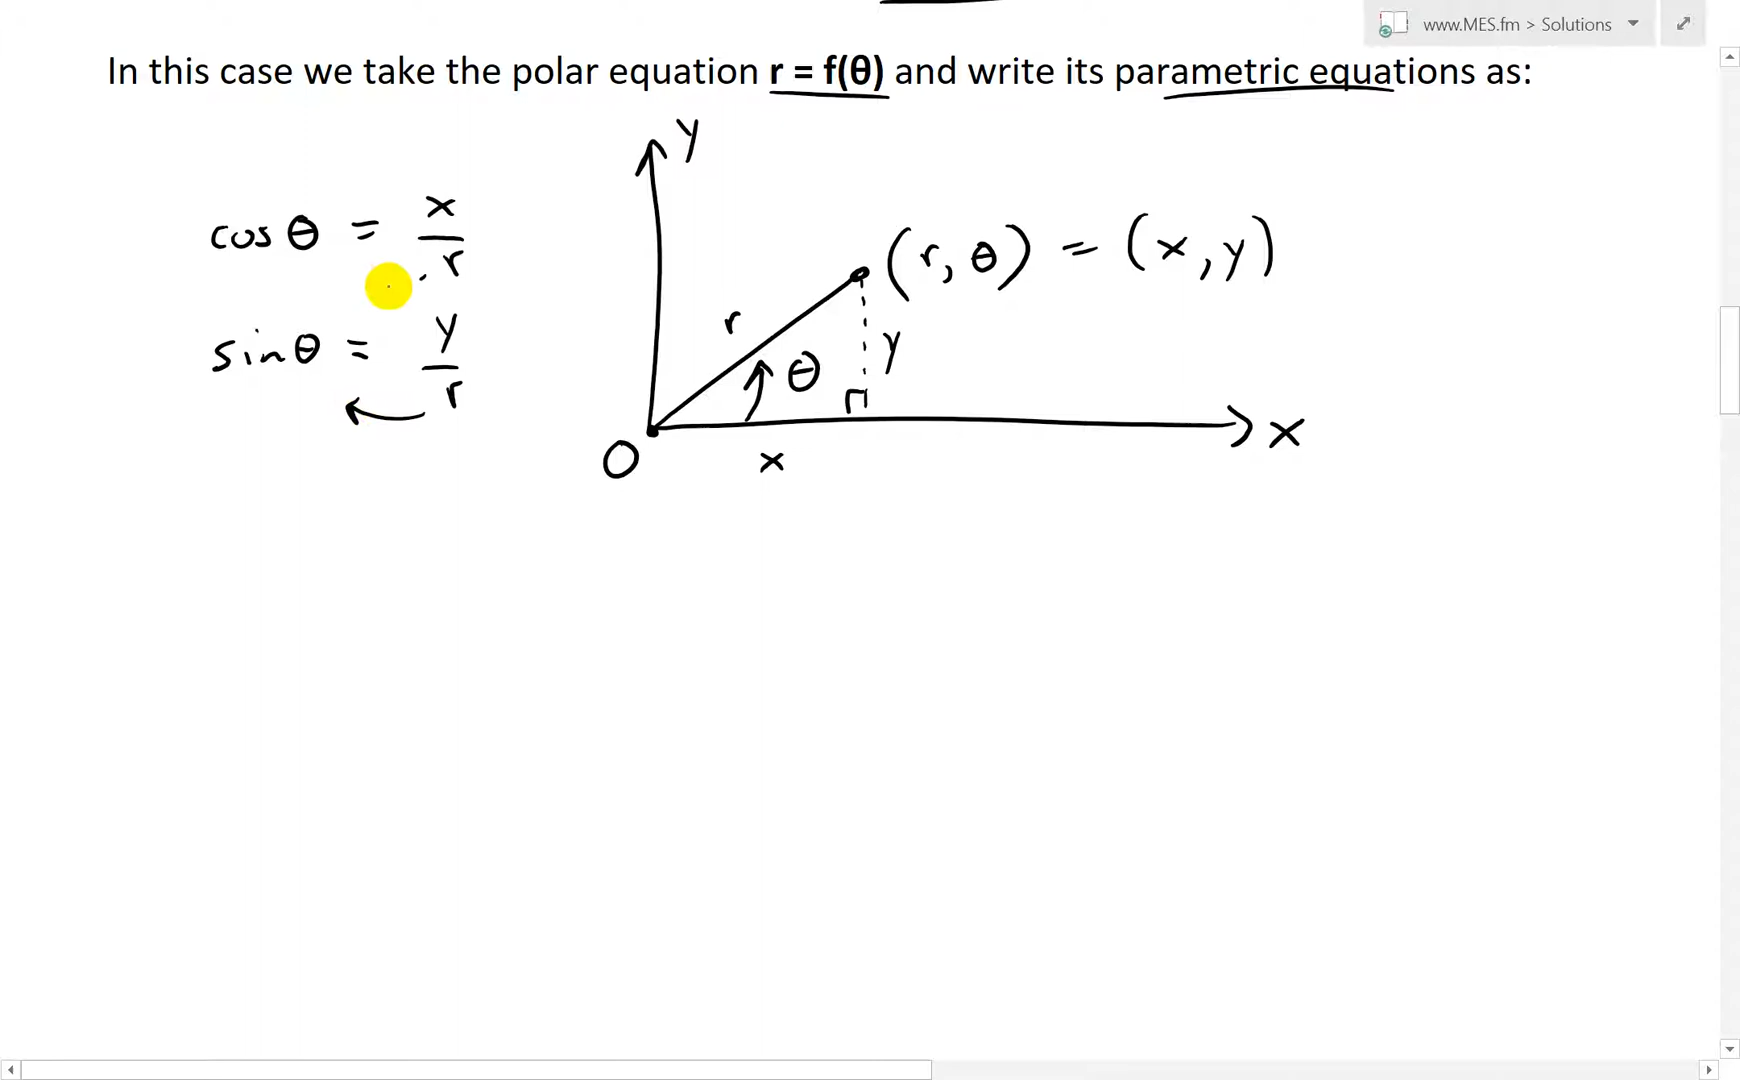 www.MES.fm > Solutions
In this case we take the polar equation r = f(θ) and write its parametric equations as:
y
cos θ = x/r
(r, θ) = (x, y)
r
sin θ = y/r
θ
y
x
O
x